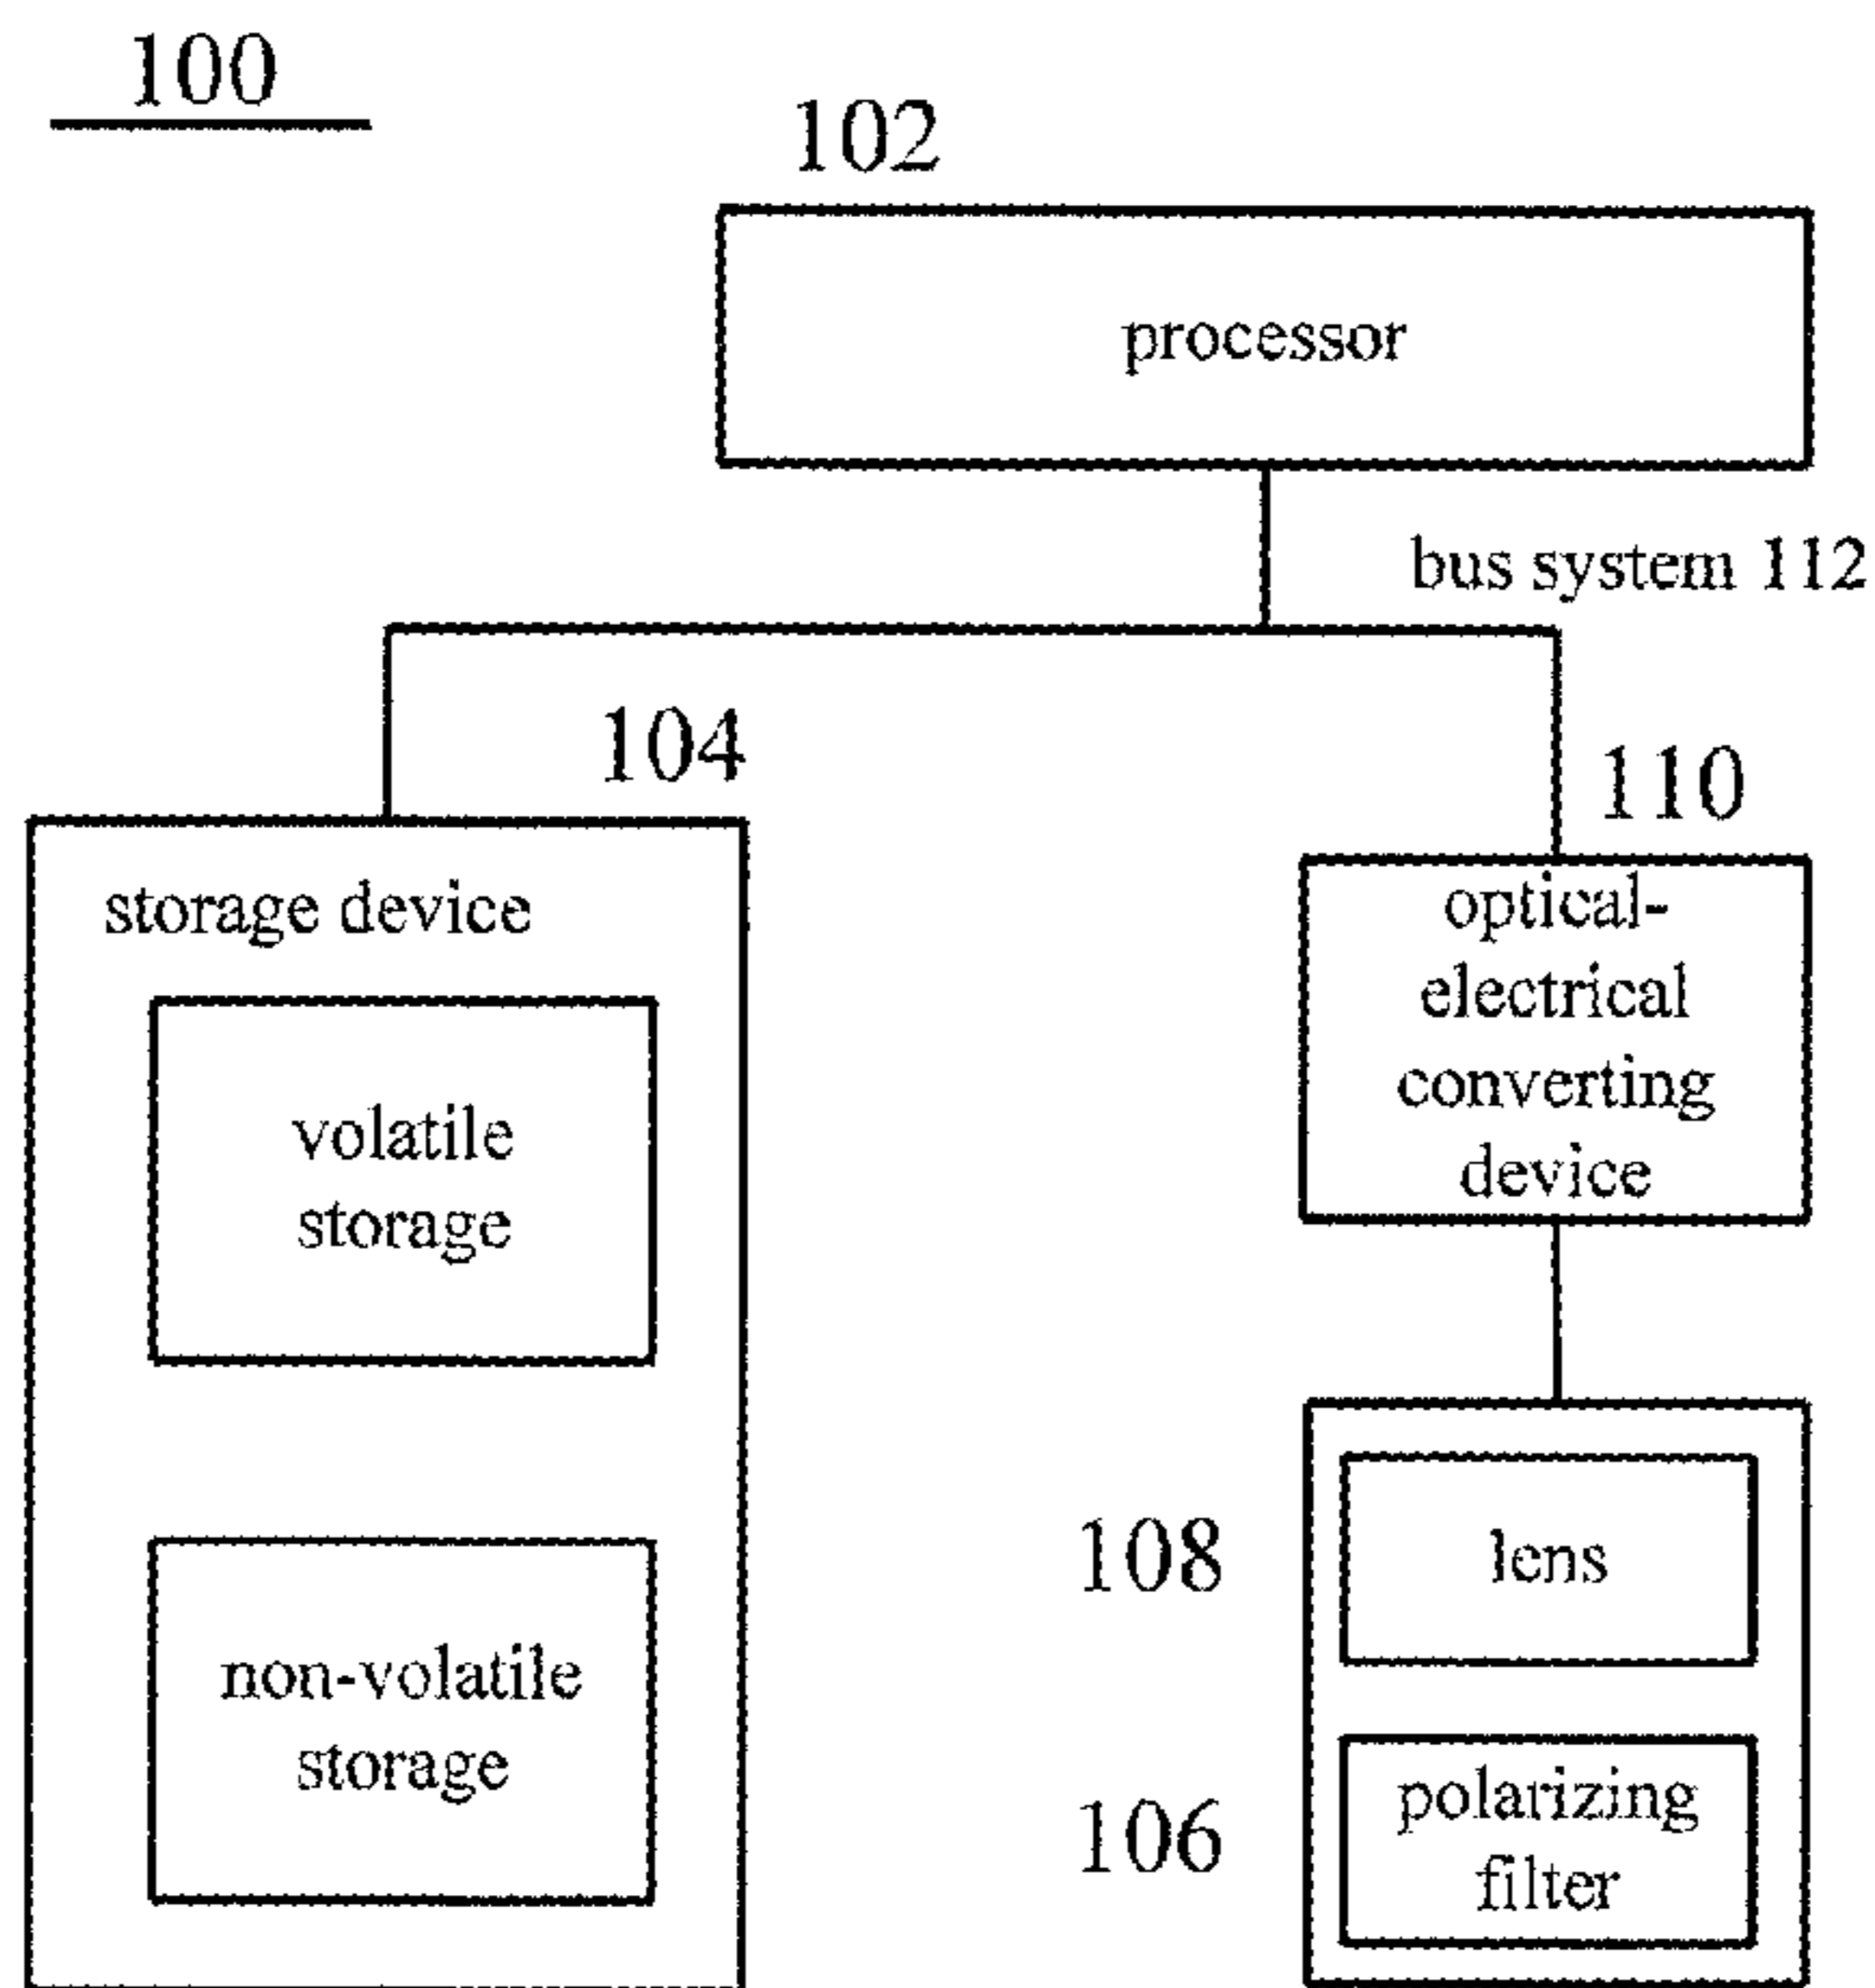 100
102
processor
bus system 112
104
110
storage device
optical-
electrical
converting
device
volatile
storage
108
lens
non-volatile
storage
106
polarizing
filter